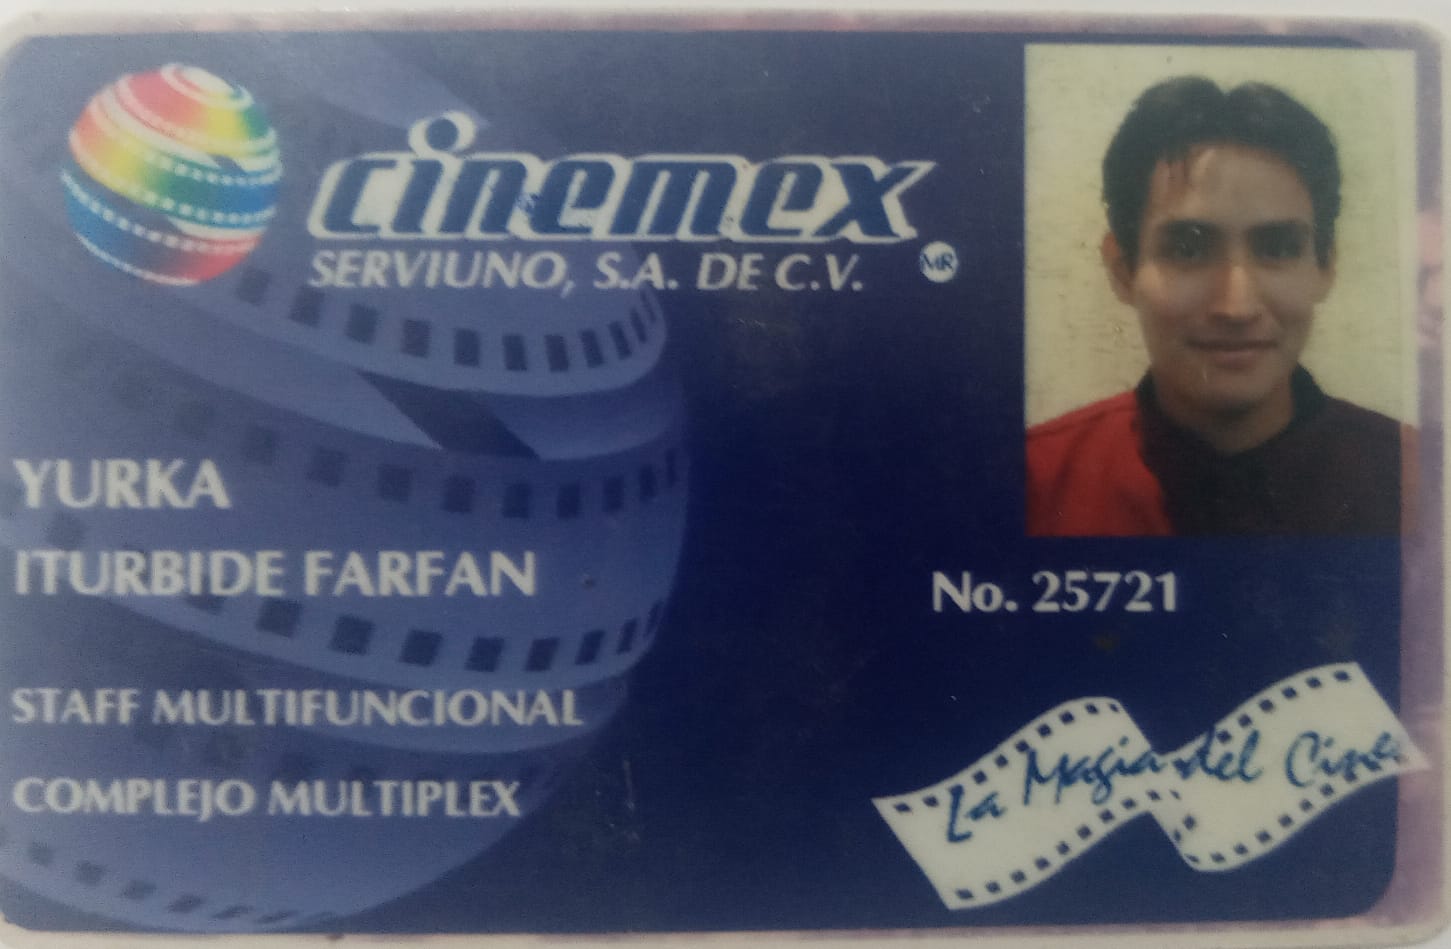 cinemex
SERVIUNO, S.A. DE C.V. MR
YURKA
ITURBIDE FARFAN
No. 25721
STAFF MULTIFUNCIONAL
COMPLEJO MULTIPLEX
La Magia del Cine